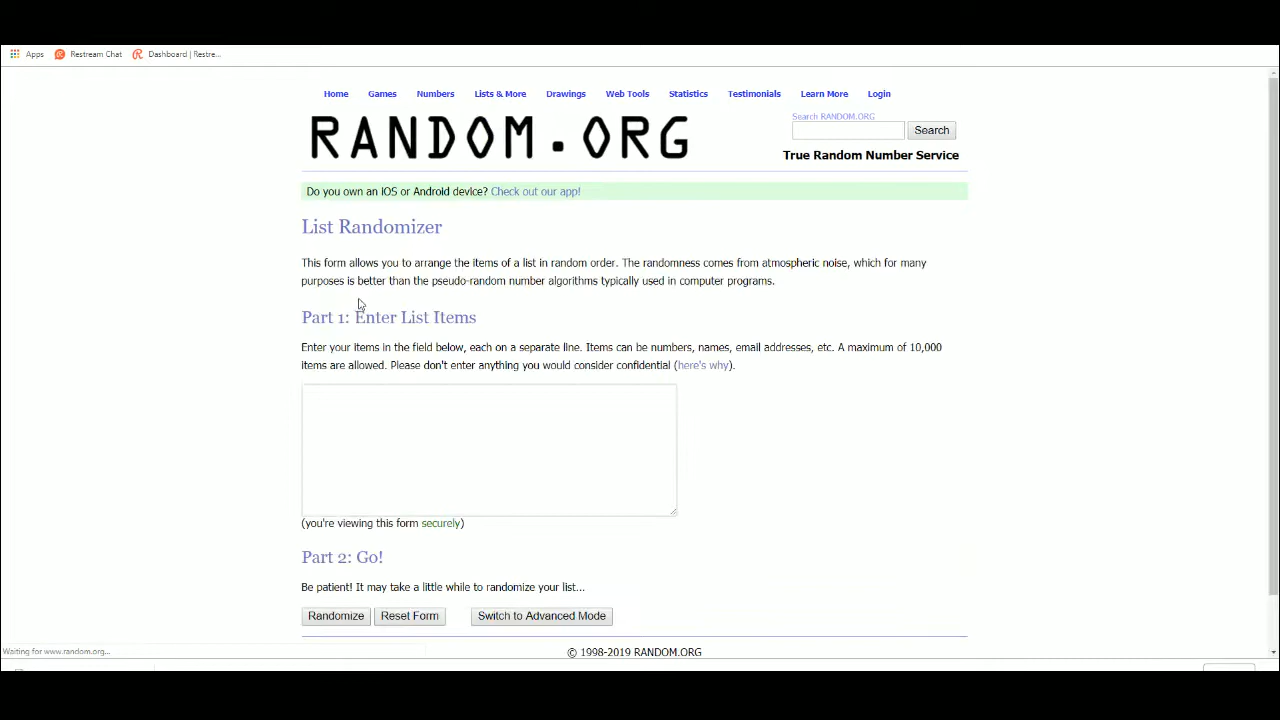 Apps Restream Chat Dashboard | Restre...
Home Games Numbers Lists & More Drawings Web Tools Statistics Testimonials Learn More Login
RANDOM.ORG
Search RANDOM.ORG
Search
True Random Number Service
Do you own an iOS or Android device? Check out our app!
List Randomizer
This form allows you to arrange the items of a list in random order. The randomness comes from atmospheric noise, which for many
purposes is better than the pseudo-random number algorithms typically used in computer programs.
Part 1: Enter List Items
Enter your items in the field below, each on a separate line. Items can be numbers, names, email addresses, etc. A maximum of 10,000
items are allowed. Please don't enter anything you would consider confidential (here's why).
(you're viewing this form securely)
Part 2: Go!
Be patient! It may take a little while to randomize your list...
Randomize Reset Form Switch to Advanced Mode
© 1998-2019 RANDOM.ORG
Waiting for www.random.org...